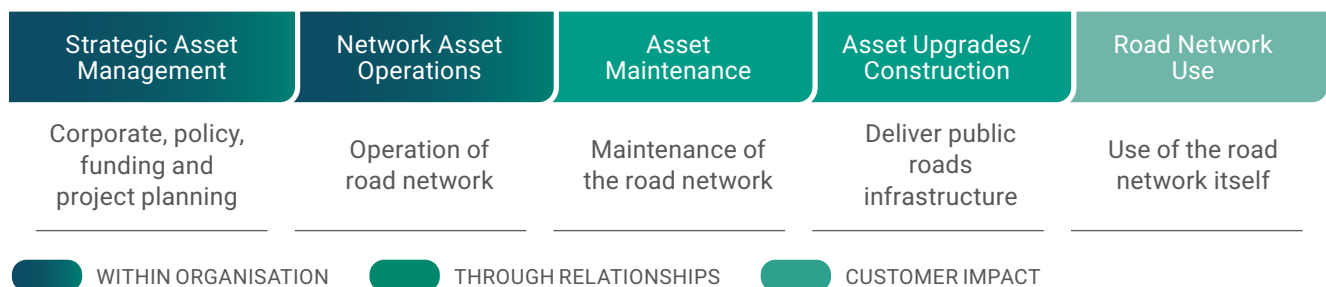 Strategic Asset
Management
Network Asset
Operations
Asset
Maintenance
Asset Upgrades/
Construction
Road Network
Use
Corporate, policy,
funding and
project planning
Operation of
road network
Maintenance of
the road network
Deliver public
roads
infrastructure
Use of the road
network itself
WITHIN ORGANISATION
THROUGH RELATIONSHIPS
CUSTOMER IMPACT